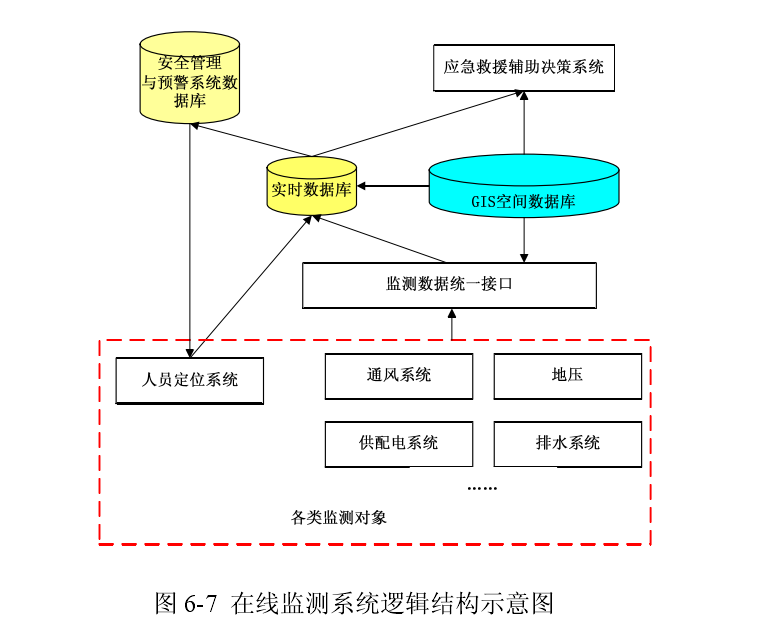 安全管理
与预警系统数
据库
应急救援辅助决策系统
实时数据库
GIS空间数据库
监测数据统一接口
人员定位系统
通风系统
地压
供配电系统
排水系统
......
各类监测对象
图 6-7 在线监测系统逻辑结构示意图